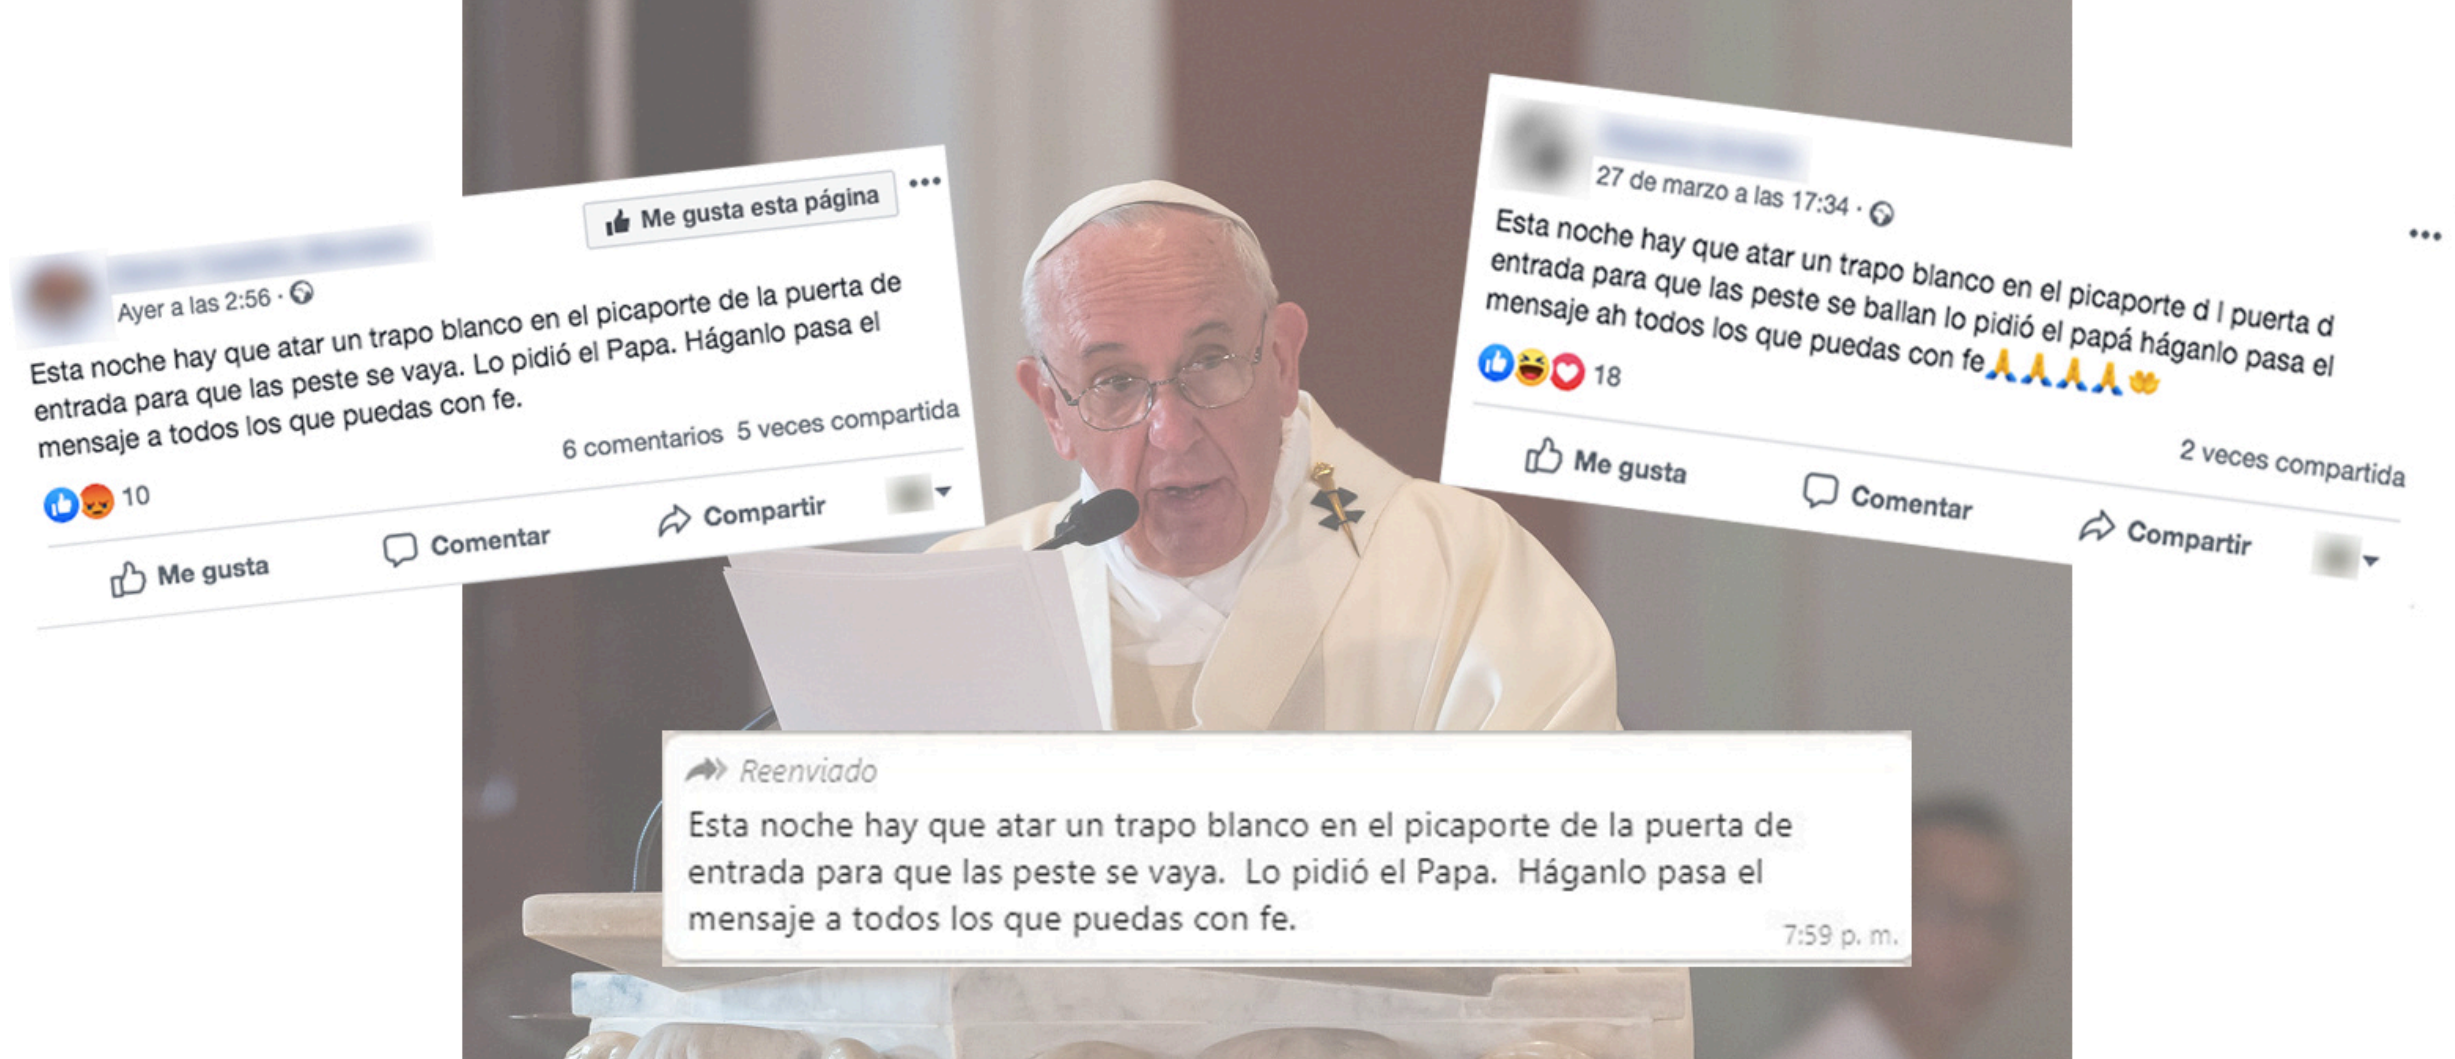 Me gusta esta página
Ayer a las 2:56 ·
Esta noche hay que atar un trapo blanco en el picaporte de la puerta de
entrada para que las peste se vaya. Lo pidió el Papa. Háganlo pasa el
mensaje a todos los que puedas con fe.
6 comentarios 5 veces compartida
10
Me gusta Comentar Compartir
27 de marzo a las 17:34 ·
Esta noche hay que atar un trapo blanco en el picaporte d l puerta d
entrada para que las peste se ballan lo pidió el papá háganlo pasa el
mensaje ah todos los que puedas con fe🙏🙏🙏🙏🤲
18
2 veces compartida
Me gusta Comentar Compartir
Reenviado
Esta noche hay que atar un trapo blanco en el picaporte de la puerta de
entrada para que las peste se vaya.  Lo pidió el Papa.  Háganlo pasa el
mensaje a todos los que puedas con fe.
7:59 p. m.